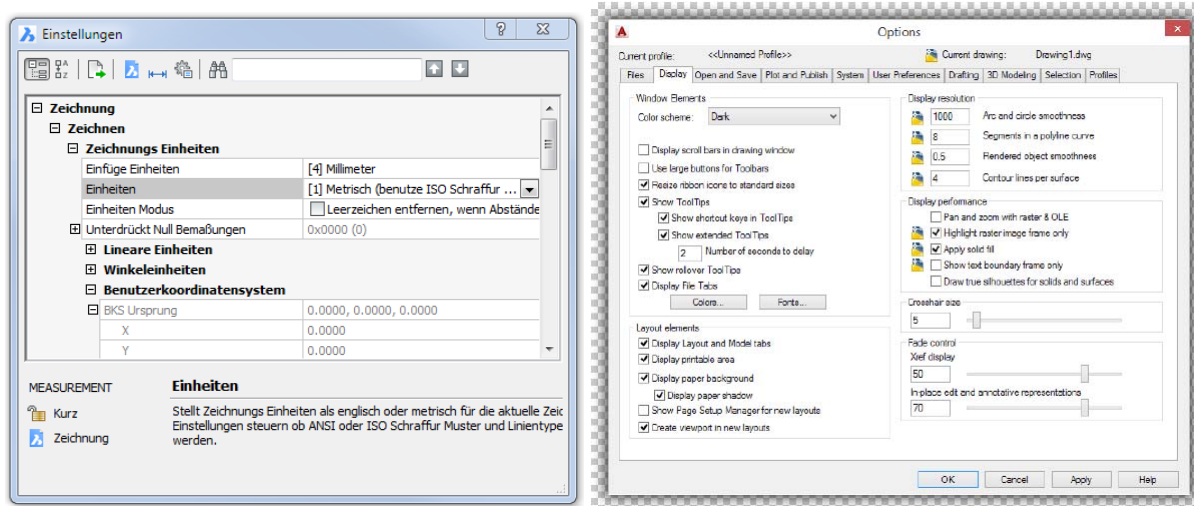 Einstellungen
Zeichnung
Zeichnen
Zeichnungs Einheiten
Einfüge Einheiten [4] Millimeter
Einheiten [1] Metrisch (benutze ISO Schraffur ...
Einheiten Modus Leerzeichen entfernen, wenn Abstände
Unterdrückt Null Bemaßungen 0x0000 (0)
Lineare Einheiten
Winkeleinheiten
Benutzerkoordinatensystem
BKS Ursprung 0.0000, 0.0000, 0.0000
X 0.0000
Y 0.0000
MEASUREMENT
Kurz
Zeichnung
Einheiten
Stellt Zeichnungs Einheiten als englisch oder metrisch für die aktuelle Zeic
Einstellungen steuern ob ANSI oder ISO Schraffur Muster und Linientype
werden.
Options
Current profile: <<Unnamed Profile>> Current drawing: Drawing1.dwg
Files Display Open and Save Plot and Publish System User Preferences Drafting 3D Modeling Selection Profiles
Window Elements
Color scheme: Dark
Display scroll bars in drawing window
Use large buttons for Toolbars
Resize ribbon icons to standard sizes
Show ToolTips
Show shortcut keys in ToolTips
Show extended ToolTips
2 Number of seconds to delay
Show rollover ToolTips
Display File Tabs
Colors... Fonts...
Layout elements
Display Layout and Model tabs
Display printable area
Display paper background
Display paper shadow
Show Page Setup Manager for new layouts
Create viewport in new layouts
Display resolution
1000 Arc and circle smoothness
8 Segments in a polyline curve
0.5 Rendered object smoothness
4 Contour lines per surface
Display performance
Pan and zoom with raster & OLE
Highlight raster image frame only
Apply solid fill
Show text boundary frame only
Draw true silhouettes for solids and surfaces
Crosshair size
5
Fade control
Xref display
50
In-place edit and annotative representations
70
OK Cancel Apply Help